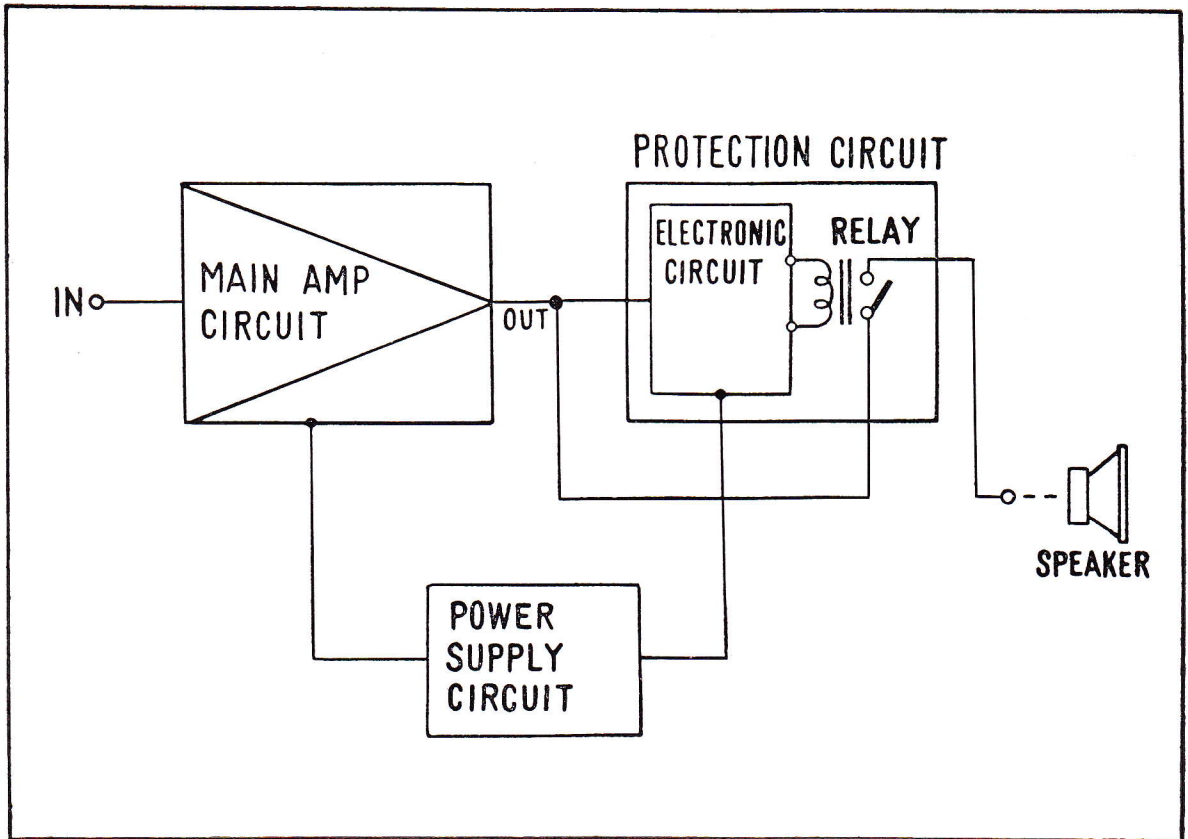 PROTECTION CIRCUIT
ELECTRONIC
CIRCUIT
RELAY
MAIN AMP
CIRCUIT
IN
OUT
SPEAKER
POWER
SUPPLY
CIRCUIT